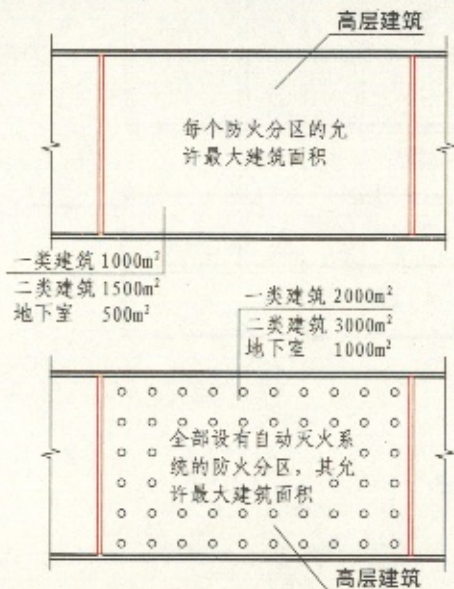 高层建筑
每个防火分区的允
许最大建筑面积
一类建筑 1000m²
二类建筑 1500m²
地下室 500m²
一类建筑 2000m²
二类建筑 3000m²
地下室 1000m²
全部设有自动灭火系
统的防火分区，其允
许最大建筑面积
高层建筑